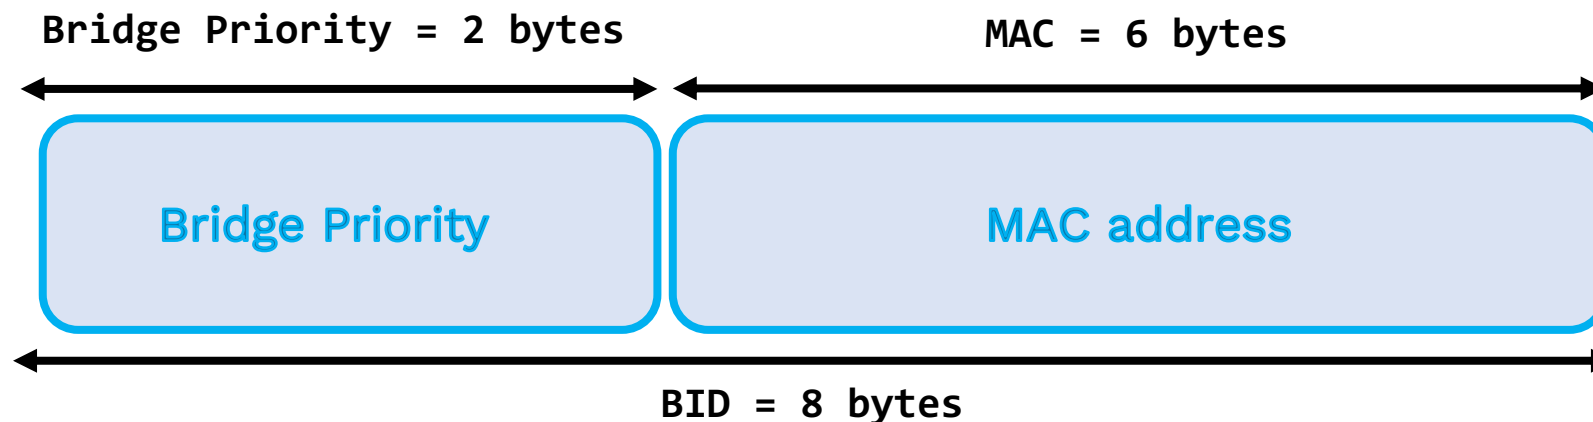 Bridge Priority = 2 bytes
MAC = 6 bytes
Bridge Priority
MAC address
BID = 8 bytes